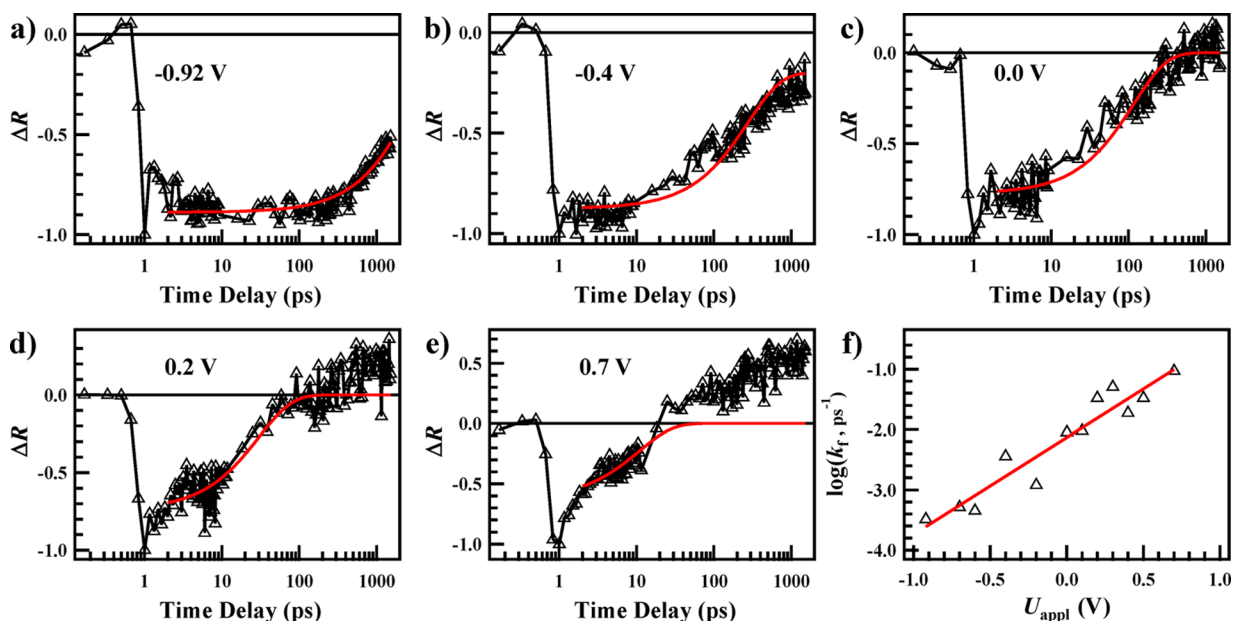 a)
0.0
-0.5
-1.0
ΔR
-0.92 V
1
10
100
1000
Time Delay (ps)
b)
0.0
-0.5
-1.0
ΔR
-0.4 V
1
10
100
1000
Time Delay (ps)
c)
0.0
-0.5
-1.0
ΔR
0.0 V
1
10
100
1000
Time Delay (ps)
d)
0.0
-0.5
-1.0
ΔR
0.2 V
1
10
100
1000
Time Delay (ps)
e)
0.5
0.0
-0.5
-1.0
ΔR
0.7 V
1
10
100
1000
Time Delay (ps)
f)
-1.0
-2.0
-3.0
-4.0
log(kf, ps-1)
-1.0
-0.5
0.0
0.5
1.0
Uappl (V)